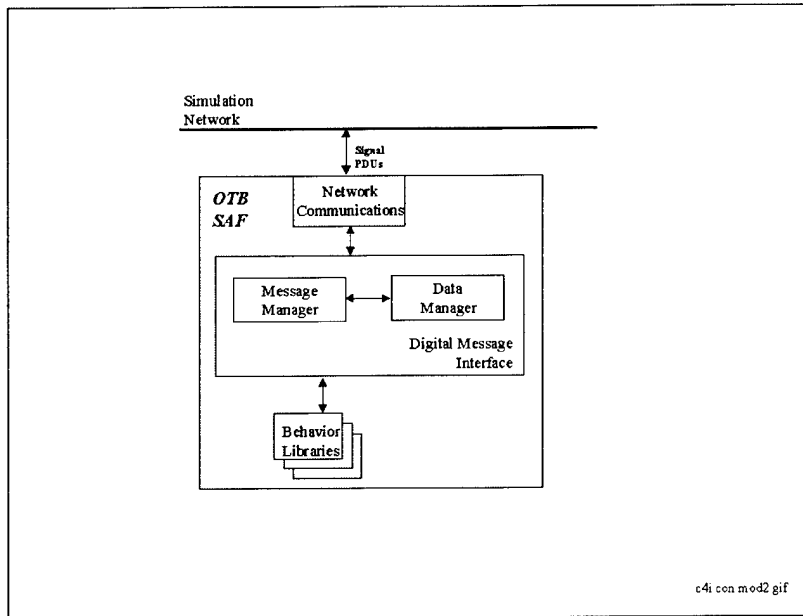 Simulation
Network
Signal
PDUs
OTB
SAF
Network
Communications
Message
Manager
Data
Manager
Digital Message
Interface
Behavior
Libraries
c4i con mod2 gif